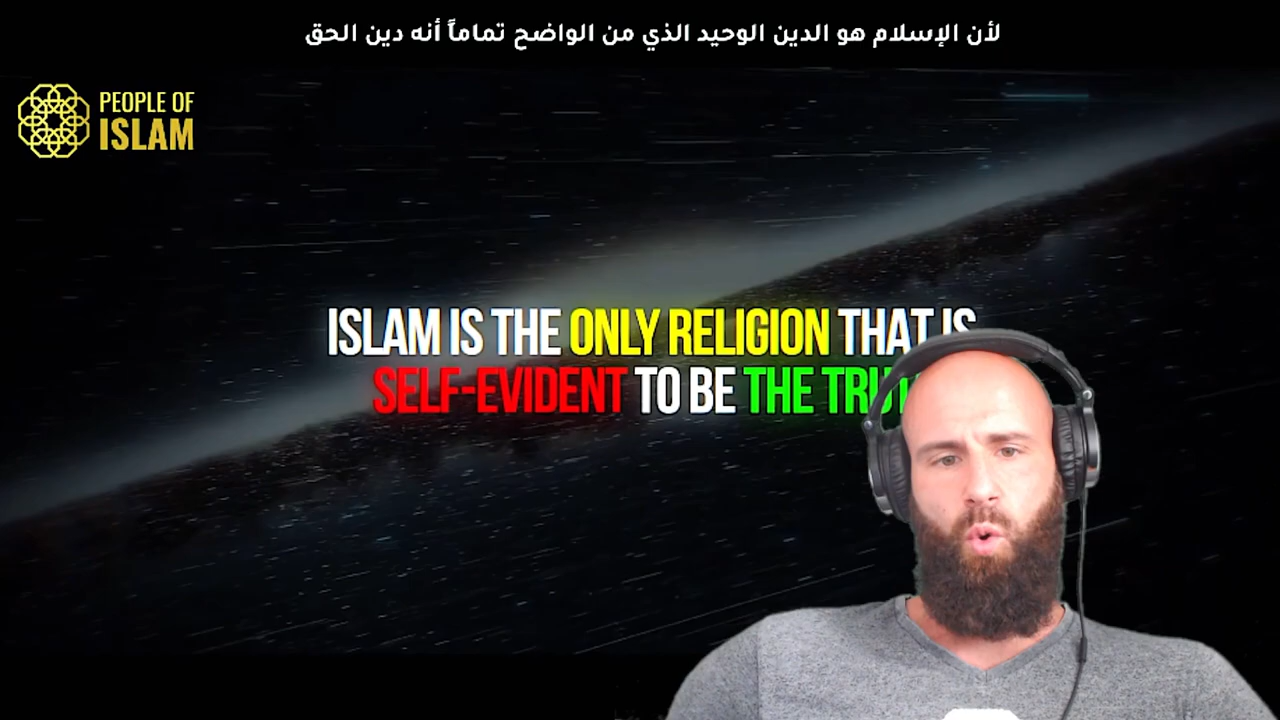 لأن الإسلام هو الدين الوحيد الذي من الواضح تماماً أنه دين الحق
PEOPLE OF
ISLAM
ISLAM IS THE ONLY RELIGION THAT IS
SELF-EVIDENT TO BE THE